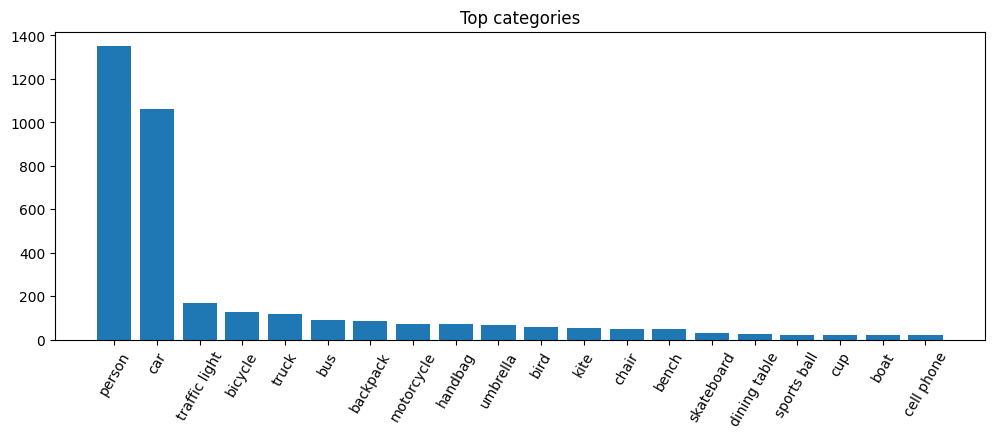 Top categories
1400
1200
1000
800
600
400
200
0
person
car
traffic light
bicycle
truck
bus
backpack
motorcycle
handbag
umbrella
bird
kite
chair
bench
skateboard
dining table
sports ball
cup
boat
cell phone